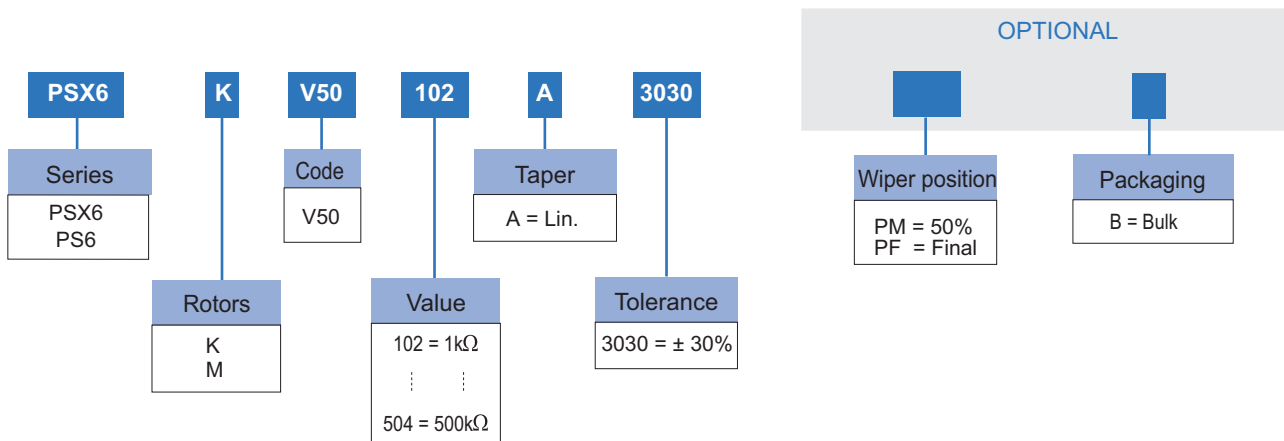 OPTIONAL
PSX6 K V50 102 A 3030
Series
PSX6
PS6
Code
V50
Taper
A = Lin.
Wiper position
PM = 50%
PF = Final
Packaging
B = Bulk
Rotors
K
M
Value
102 = 1kΩ
504 = 500kΩ
Tolerance
3030 = ± 30%